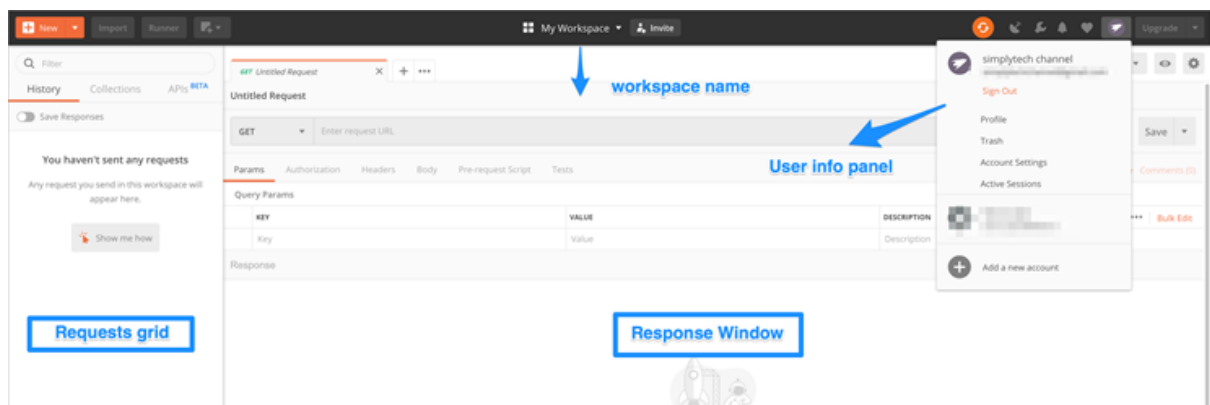 New Import Runner My Workspace Invite Upgrade
Filter
History Collections APIs BETA
Save Responses
You haven't sent any requests
Any request you send in this workspace will
appear here.
Show me how
Requests grid
GET Untitled Request
Untitled Request
workspace name
GET Enter request URL Save
User info panel
Params Authorization Headers Body Pre-request Script Tests Comments (0)
Query Params
KEY VALUE DESCRIPTION Bulk Edit
Key Value Description
Response
Response Window
simplytech channel
Sign Out
Profile
Trash
Account Settings
Active Sessions
Add a new account